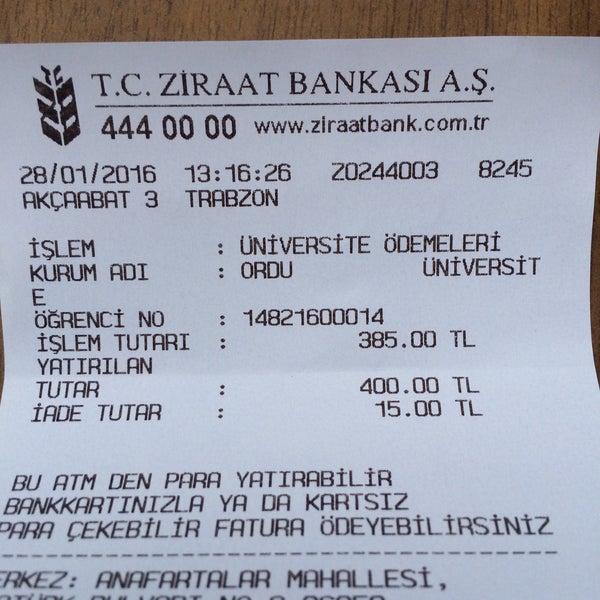 T.C. ZİRAAT BANKASI A.Ş.
444 00 00 www.ziraatbank.com.tr
28/01/2016 13:16:26 Z0244003 8245
AKÇAABAT 3 TRABZON
İŞLEM : ÜNİVERSİTE ÖDEMELERİ
KURUM ADI : ORDU ÜNİVERSİT
E
ÖĞRENCİ NO : 14821600014
İŞLEM TUTARI : 385.00 TL
YATIRILAN
TUTAR : 400.00 TL
İADE TUTAR : 15.00 TL
BU ATM DEN PARA YATIRABİLİR
BANKKARTINIZLA YA DA KARTSIZ
PARA ÇEKEBİLİR FATURA ÖDEYEBİLİRSİNİZ
ERKEZ: ANAFARTALAR MAHALLESİ,